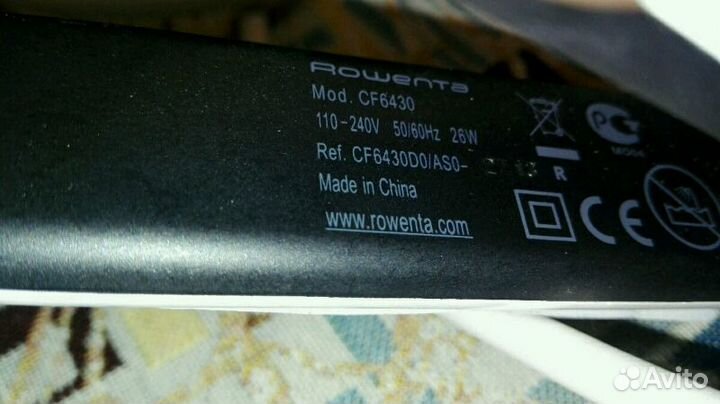 Rowenta
Mod. CF6430
110-240V 50/60Hz 26W
Ref. CF6430D0/AS0-
R
Made in China
www.rowenta.com
CE
Avito